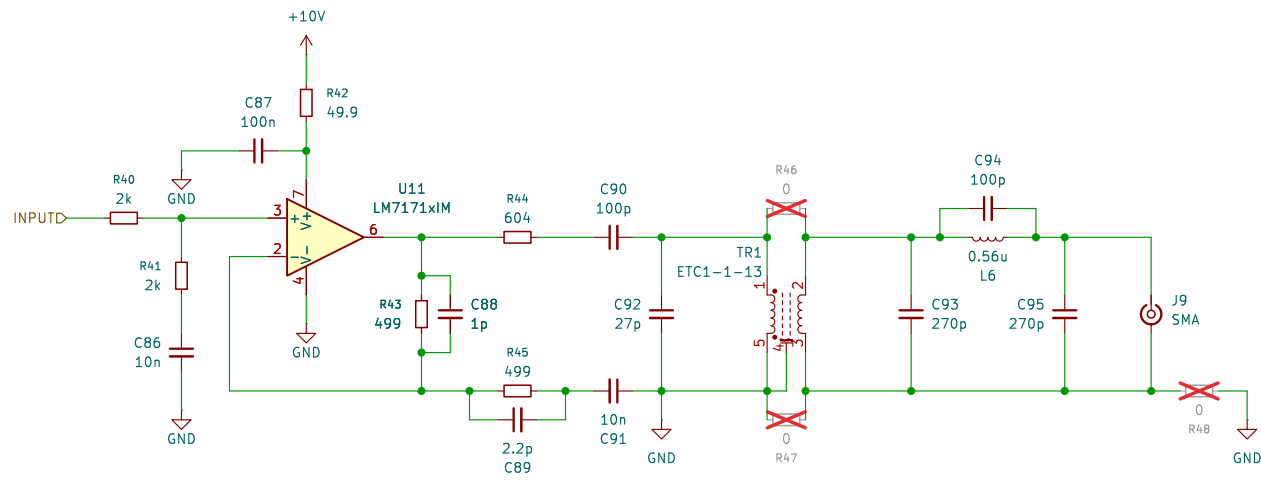 +10V
R42
49.9
C87
100n
GND
R40
2k
INPUT
R41
2k
C86
10n
GND
U11
LM7171xIM
3
+
2
-
7
V+
V-
4
6
GND
R43
499
C88
1p
R44
604
C90
100p
R45
499
2.2p
C89
10n
C91
C92
27p
GND
R46
0
TR1
ETC1-1-13
1
2
5
4
3
0
R47
C93
270p
C94
100p
0.56u
L6
C95
270p
J9
SMA
0
R48
GND